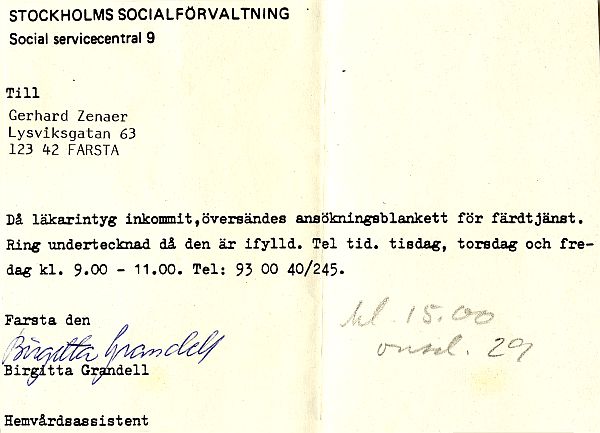 STOCKHOLMS SOCIALFÖRVALTNING
Social servicecentral 9
Till
Gerhard Zenaer
Lysviksgatan 63
123 42 FARSTA
Då läkarintyg inkommit,översändes ansökningsblankett för färdtjänst.
Ring undertecknad då den är ifylld. Tel tid. tisdag, torsdag och fre-
dag kl. 9.00 - 11.00. Tel: 93 00 40/245.
Farsta den
kl. 15.00
Birgitta Grandell
onsd. 29
Birgitta Grandell
Hemvårdsassistent